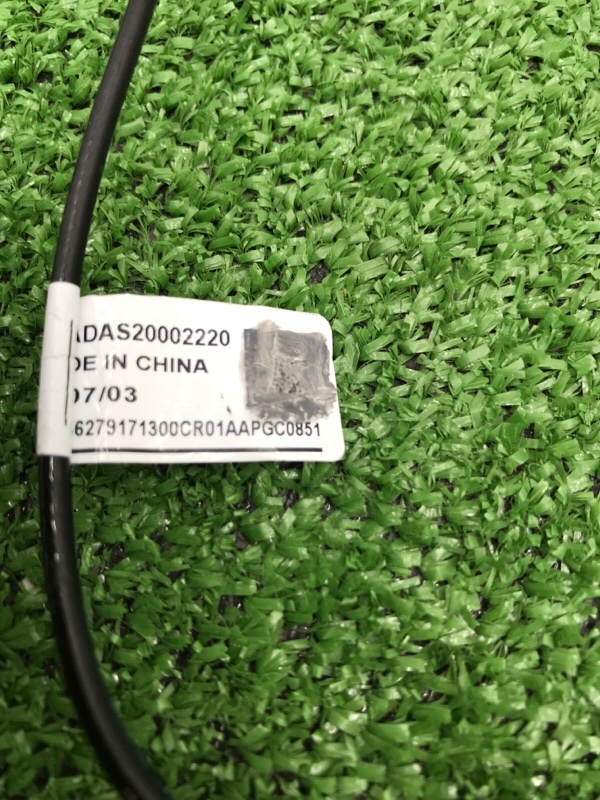 ADAS20002220
DE IN CHINA
07/03
6279171300CR01AAPGC0851